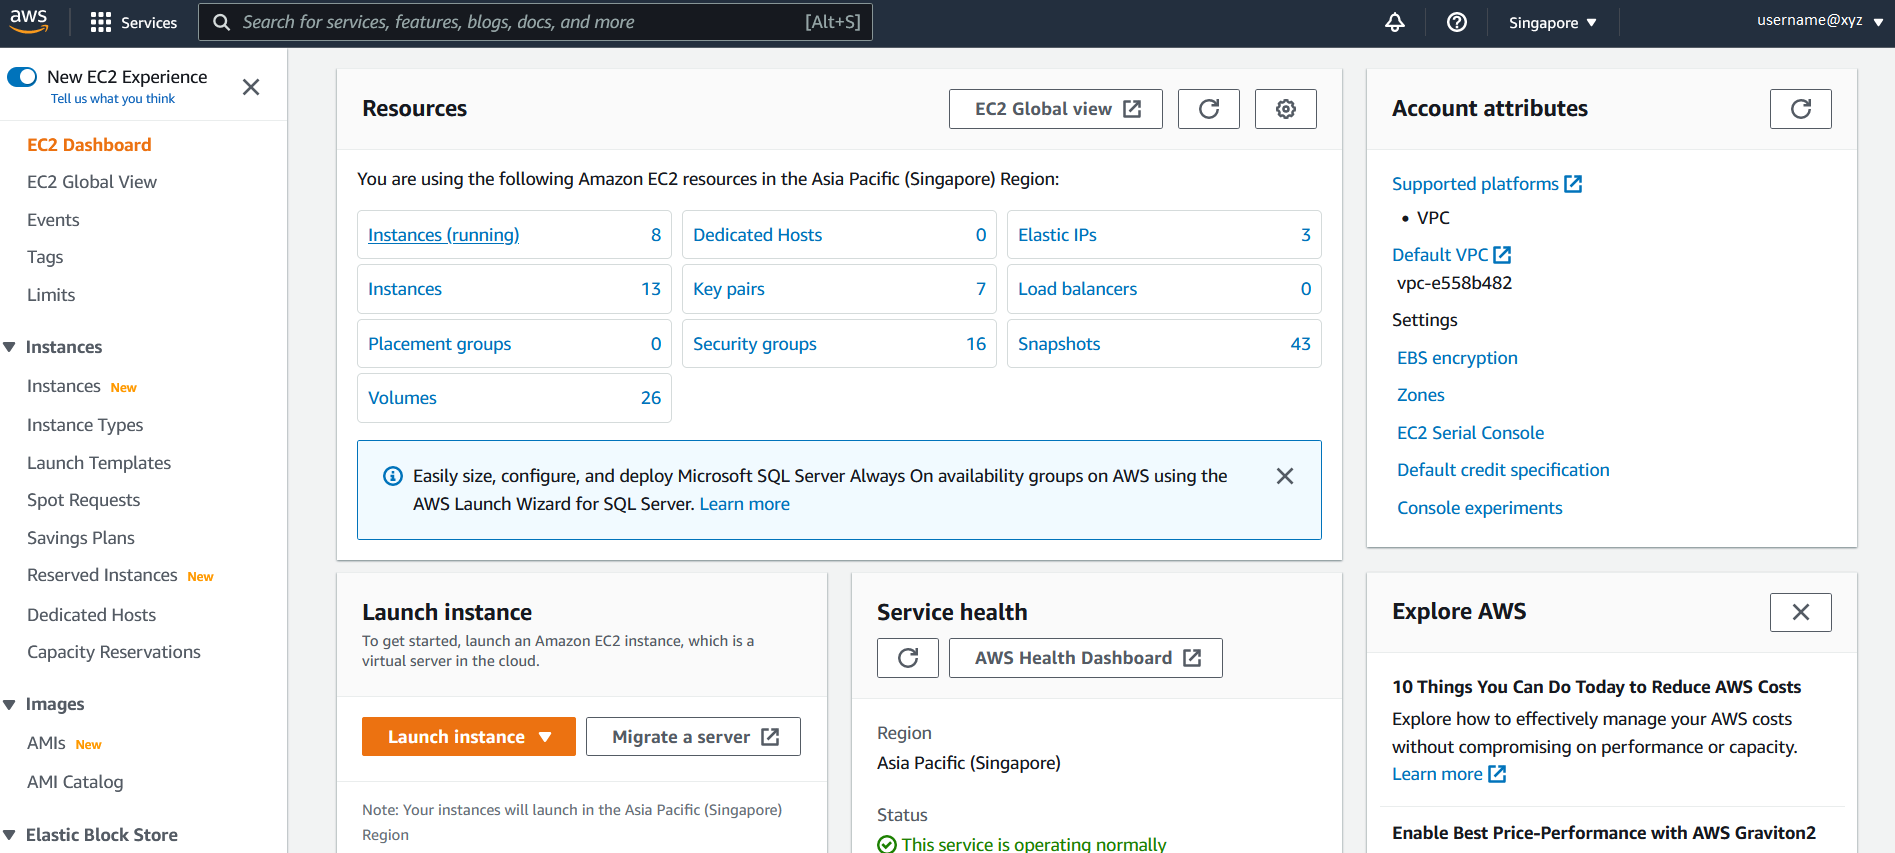 aws
Services
Search for services, features, blogs, docs, and more
[Alt+S]
Singapore
username@xyz
New EC2 Experience
Tell us what you think
EC2 Dashboard
EC2 Global View
Events
Tags
Limits
Instances
Instances New
Instance Types
Launch Templates
Spot Requests
Savings Plans
Reserved Instances New
Dedicated Hosts
Capacity Reservations
Images
AMIs New
AMI Catalog
Elastic Block Store
Resources
EC2 Global view
You are using the following Amazon EC2 resources in the Asia Pacific (Singapore) Region:
Instances (running) 8
Dedicated Hosts 0
Elastic IPs 3
Instances 13
Key pairs 7
Load balancers 0
Placement groups 0
Security groups 16
Snapshots 43
Volumes 26
Easily size, configure, and deploy Microsoft SQL Server Always On availability groups on AWS using the
AWS Launch Wizard for SQL Server. Learn more
Account attributes
Supported platforms
• VPC
Default VPC
vpc-e558b482
Settings
EBS encryption
Zones
EC2 Serial Console
Default credit specification
Console experiments
Launch instance
To get started, launch an Amazon EC2 instance, which is a
virtual server in the cloud.
Launch instance
Migrate a server
Note: Your instances will launch in the Asia Pacific (Singapore)
Region
Service health
AWS Health Dashboard
Region
Asia Pacific (Singapore)
Status
This service is operating normally
Explore AWS
10 Things You Can Do Today to Reduce AWS Costs
Explore how to effectively manage your AWS costs
without compromising on performance or capacity.
Learn more
Enable Best Price-Performance with AWS Graviton2